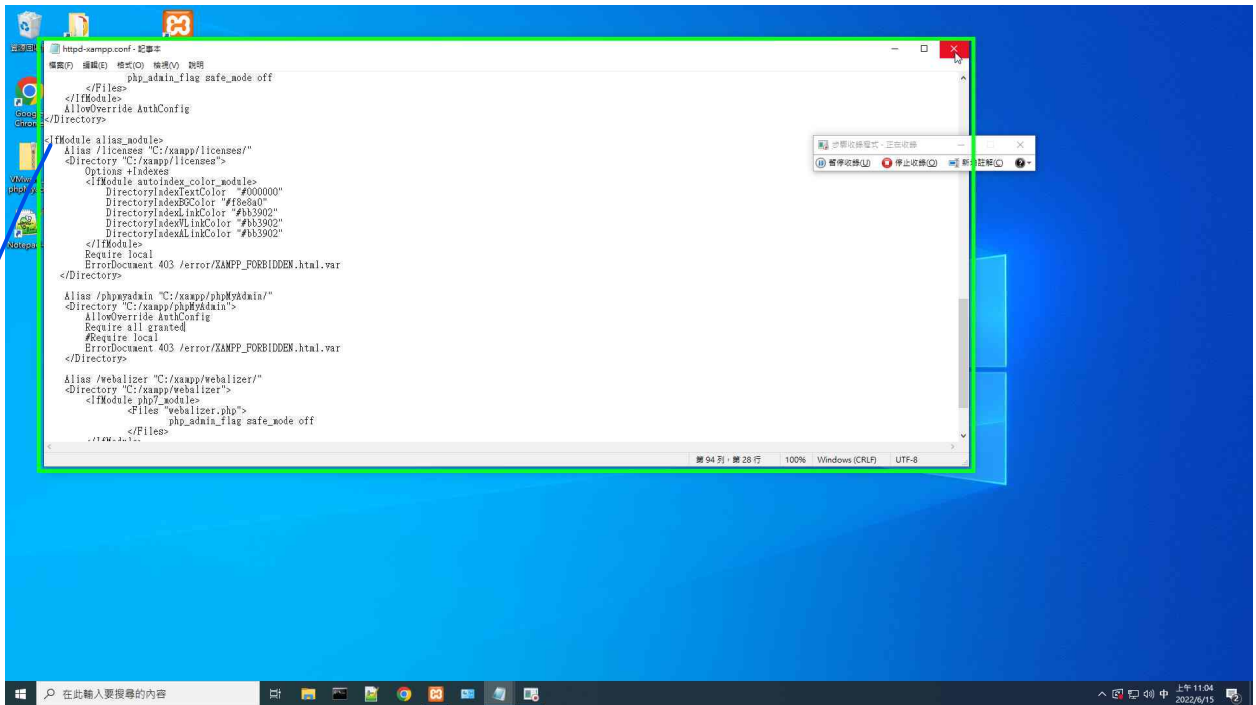 httpd-xampp.conf - 記事本
檔案(F) 編輯(E) 格式(O) 檢視(V) 說明
php_admin_flag safe_mode off
</Files>
</IfModule>
AllowOverride AuthConfig
</Directory>
<IfModule alias_module>
Alias /licenses "C:/xampp/licenses/"
<Directory "C:/xampp/licenses">
Options +Indexes
<IfModule autoindex_color_module>
DirectoryIndexTextColor "#000000"
DirectoryIndexBGColor "#f8e8a0"
DirectoryIndexLinkColor "#bb3902"
DirectoryIndexVLinkColor "#bb3902"
DirectoryIndexALinkColor "#bb3902"
</IfModule>
Require local
ErrorDocument 403 /error/XAMPP_FORBIDDEN.html.var
</Directory>
Alias /phpmyadmin "C:/xampp/phpMyAdmin/"
<Directory "C:/xampp/phpMyAdmin">
AllowOverride AuthConfig
Require all granted
#Require local
ErrorDocument 403 /error/XAMPP_FORBIDDEN.html.var
</Directory>
Alias /webalizer "C:/xampp/webalizer/"
<Directory "C:/xampp/webalizer">
<IfModule php7_module>
<Files "webalizer.php">
php_admin_flag safe_mode off
</Files>
</IfModule>
第 94 列，第 28 行 100% Windows (CRLF) UTF-8
步驟收錄程式 - 正在收錄
暫停收錄(U) 停止收錄(O) 新增註解(C)
Goog
Chrom
Notepa
在此輸入要搜尋的內容
中
上午 11:04
2022/6/15
2